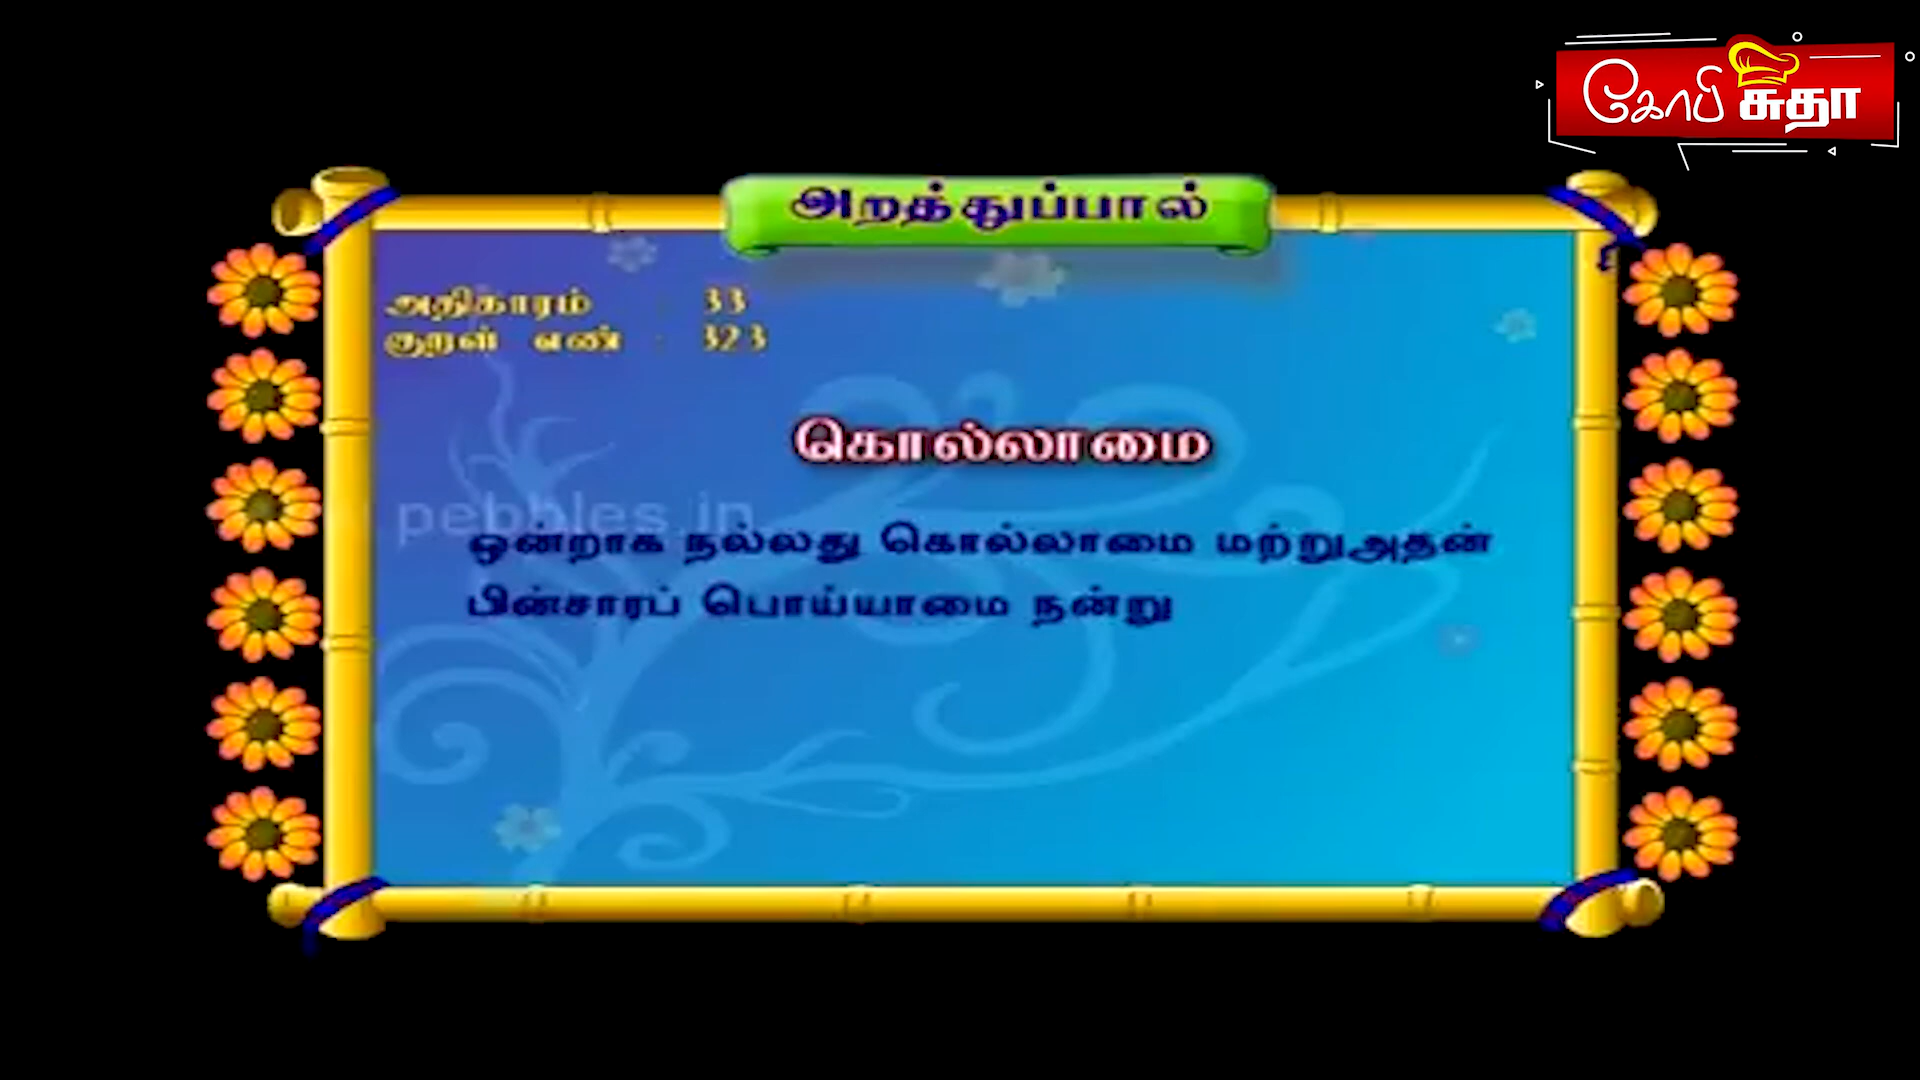 கோபி சுதா
அறத்துப்பால்
அதிகாரம் : 33
குறள் எண் : 323
கொல்லாமை
pebbles.in
ஒன்றாக நல்லது கொல்லாமை மற்றுஅதன்
பின்சாரப் பொய்யாமை நன்று